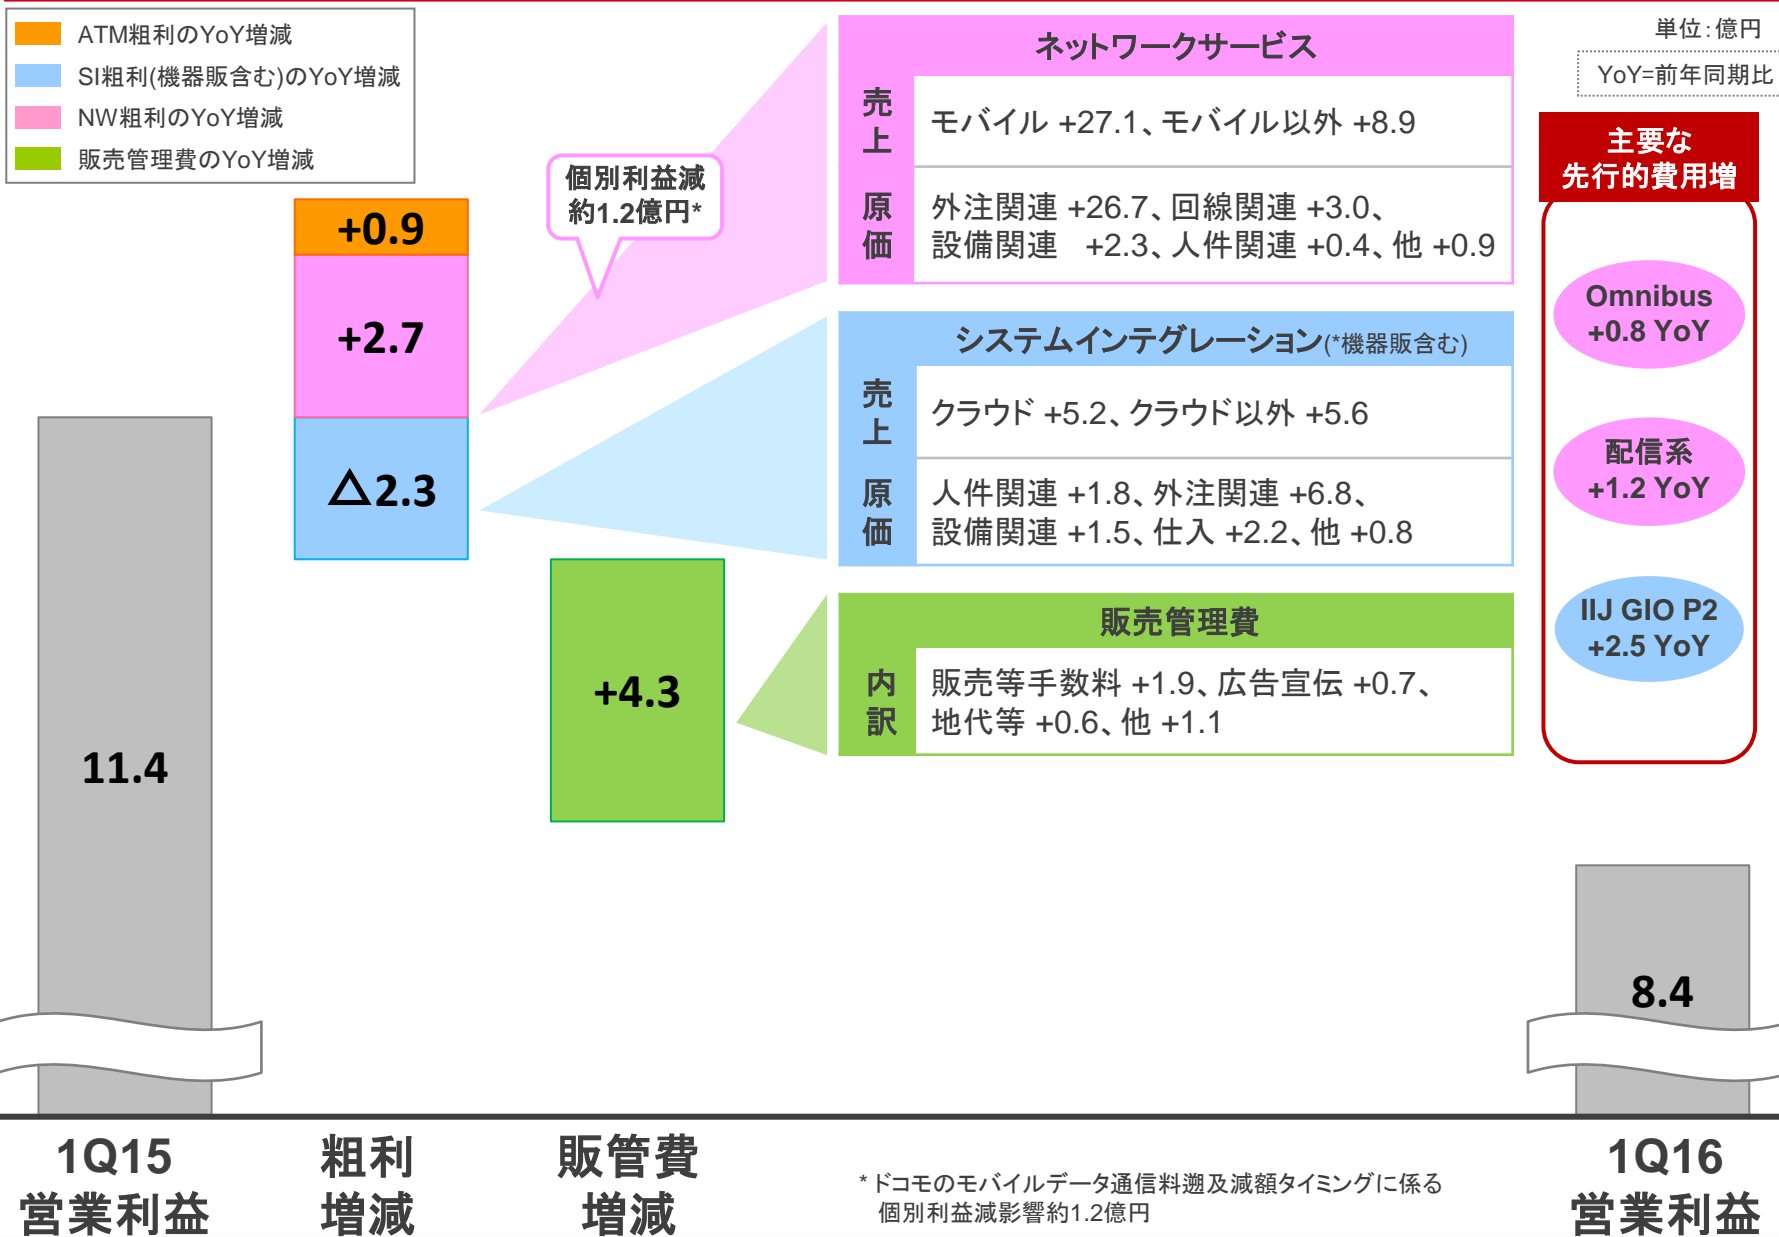 ATM粗利のYoY増減
SI粗利(機器販含む)のYoY増減
NW粗利のYoY増減
販売管理費のYoY増減
単位:億円
YoY=前年同期比
+0.9
+2.7
△2.3
+4.3
11.4
8.4
個別利益減
約1.2億円*
ネットワークサービス
売上
モバイル +27.1、モバイル以外 +8.9
原価
外注関連 +26.7、回線関連 +3.0、
設備関連 +2.3、人件関連 +0.4、他 +0.9
システムインテグレーション(*機器販含む)
売上
クラウド +5.2、クラウド以外 +5.6
原価
人件関連 +1.8、外注関連 +6.8、
設備関連 +1.5、仕入 +2.2、他 +0.8
販売管理費
内訳
販売等手数料 +1.9、広告宣伝 +0.7、
地代等 +0.6、他 +1.1
主要な
先行的費用増
Omnibus
+0.8 YoY
配信系
+1.2 YoY
IIJ GIO P2
+2.5 YoY
1Q15
営業利益
粗利
増減
販管費
増減
* ドコモのモバイルデータ通信料遡及減額タイミングに係る
個別利益減影響約1.2億円
1Q16
営業利益